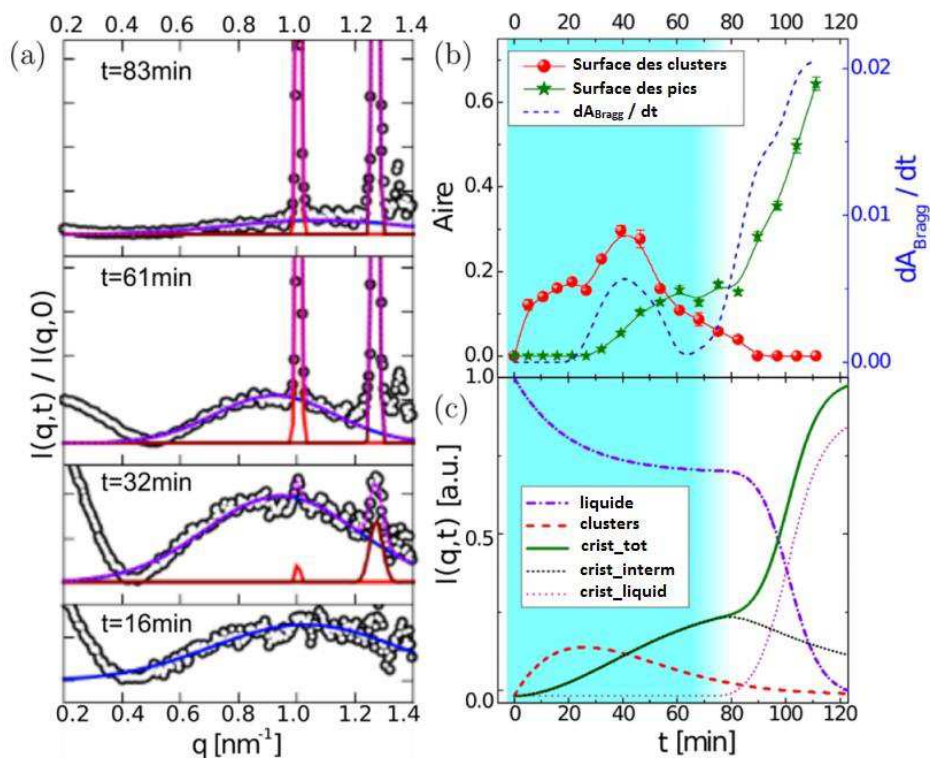 (a)
0.2 0.4 0.6 0.8 1.0 1.2 1.4
t=83min
t=61min
t=32min
t=16min
I(q,t) / I(q,0)
0.2 0.4 0.6 0.8 1.0 1.2 1.4
q [nm⁻¹]
(b)
0 20 40 60 80 100 120
Surface des clusters
Surface des pics
dA_Bragg / dt
Aire
0.6
0.4
0.2
0.0
dA_Bragg / dt
0.02
0.01
0.00
(c)
I(q,t) [a.u.]
1.0
0.5
0.0
liquide
clusters
crist_tot
crist_interm
crist_liquid
0 20 40 60 80 100 120
t [min]